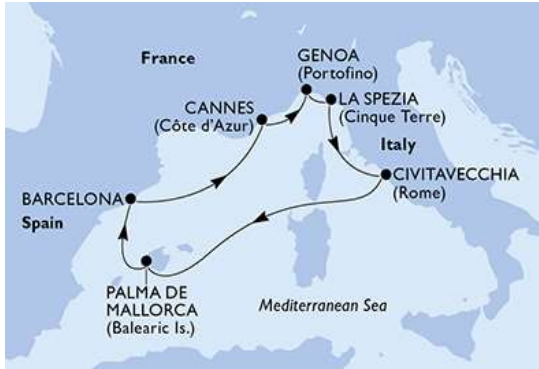 France
GENOA
(Portofino)
LA SPEZIA
(Cinque Terre)
CANNES
(Côte d'Azur)
Italy
CIVITAVECCHIA
(Rome)
BARCELONA
Spain
PALMA DE
MALLORCA
(Balearic Is.)
Mediterranean Sea